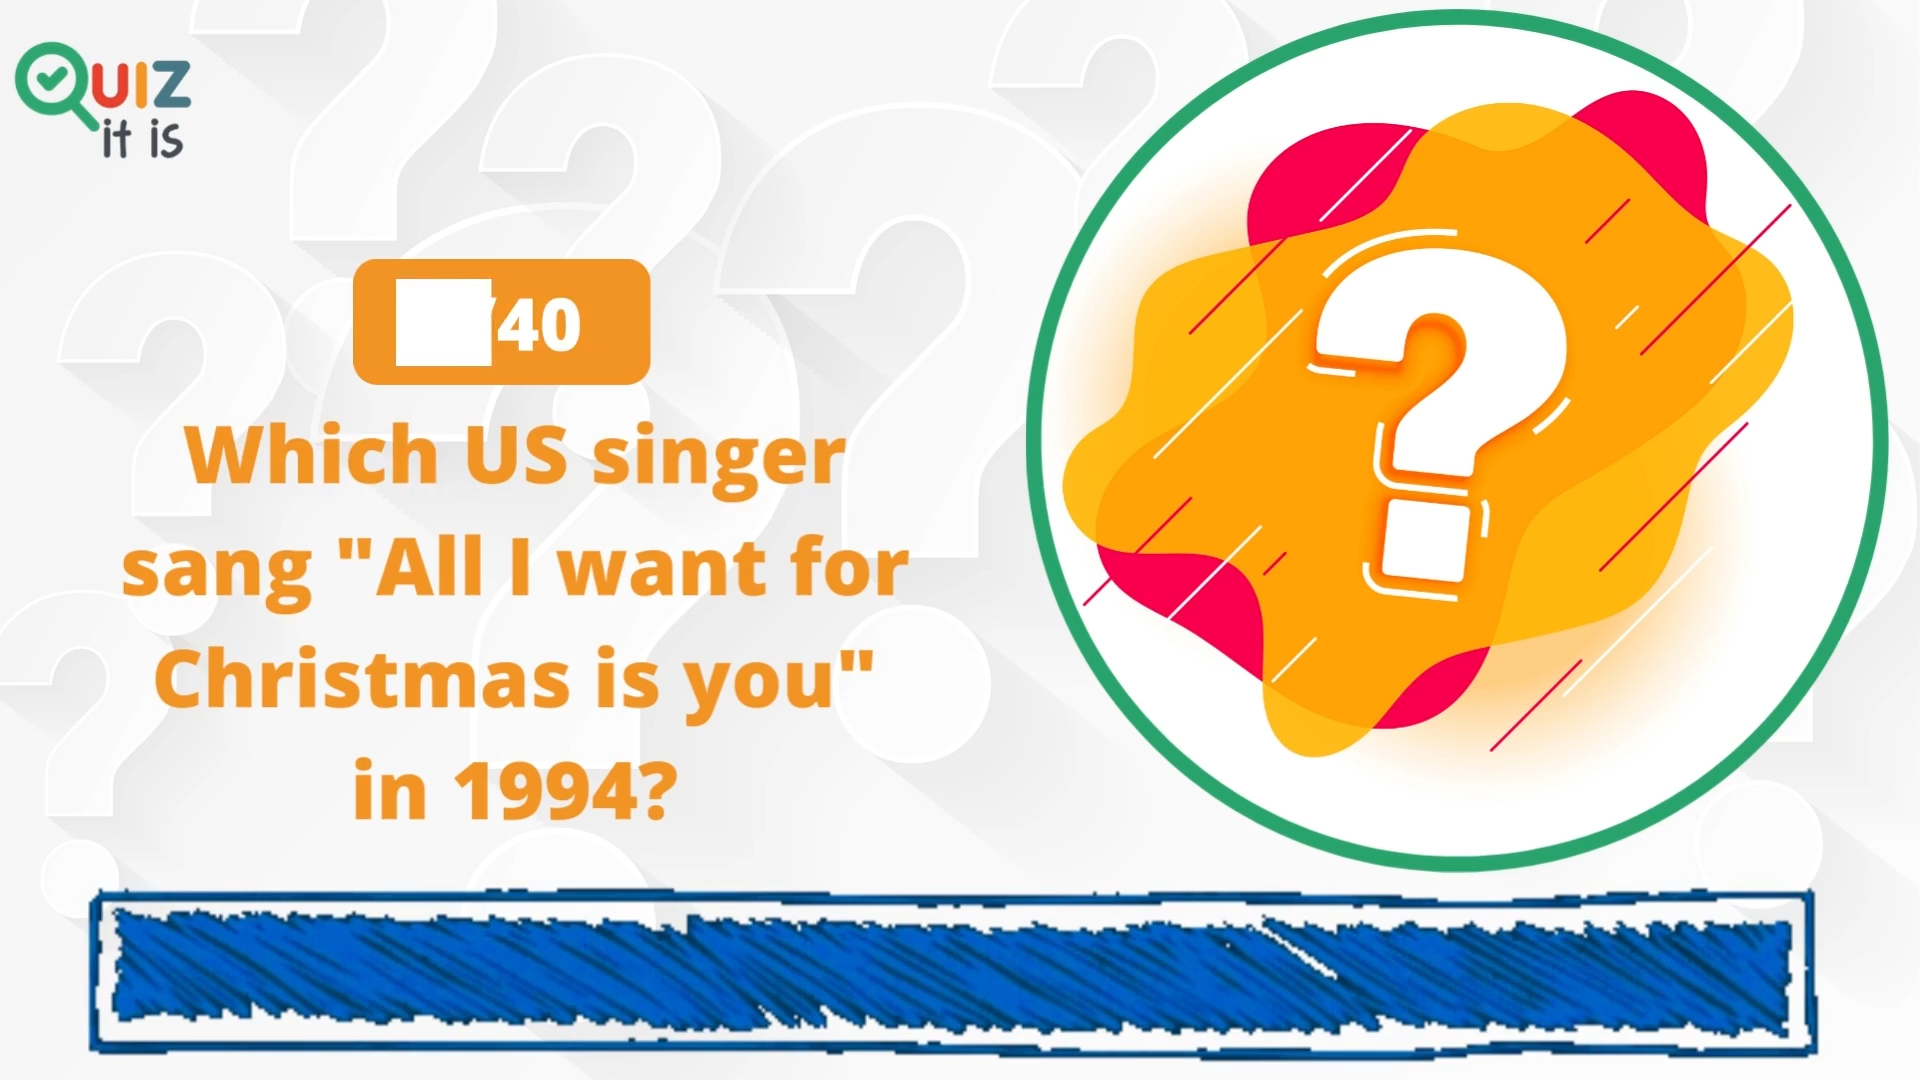 QUIZ
it is
/40
Which US singer
sang "All I want for
Christmas is you"
in 1994?